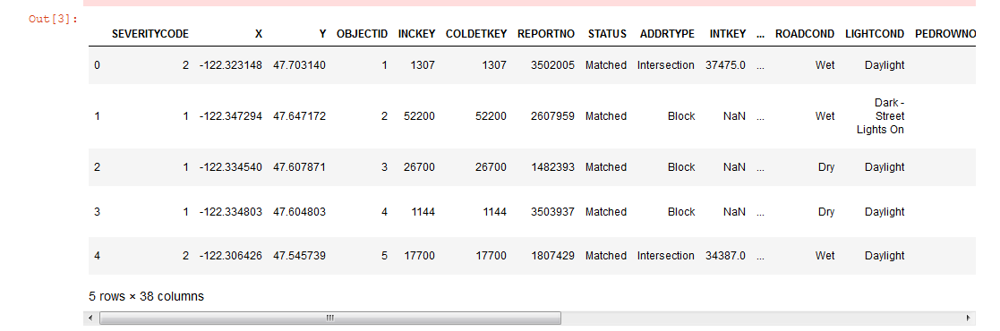 Out[3]:
SEVERITYCODE X Y OBJECTID INCKEY COLDETKEY REPORTNO STATUS ADDRTYPE INTKEY ... ROADCOND LIGHTCOND PEDROWNO
0 2 -122.323148 47.703140 1 1307 1307 3502005 Matched Intersection 37475.0 ... Wet Daylight
1 1 -122.347294 47.647172 2 52200 52200 2607959 Matched Block NaN ... Wet Dark -
Street
Lights On
2 1 -122.334540 47.607871 3 26700 26700 1482393 Matched Block NaN ... Dry Daylight
3 1 -122.334803 47.604803 4 1144 1144 3503937 Matched Block NaN ... Dry Daylight
4 2 -122.306426 47.545739 5 17700 17700 1807429 Matched Intersection 34387.0 ... Wet Daylight
5 rows × 38 columns